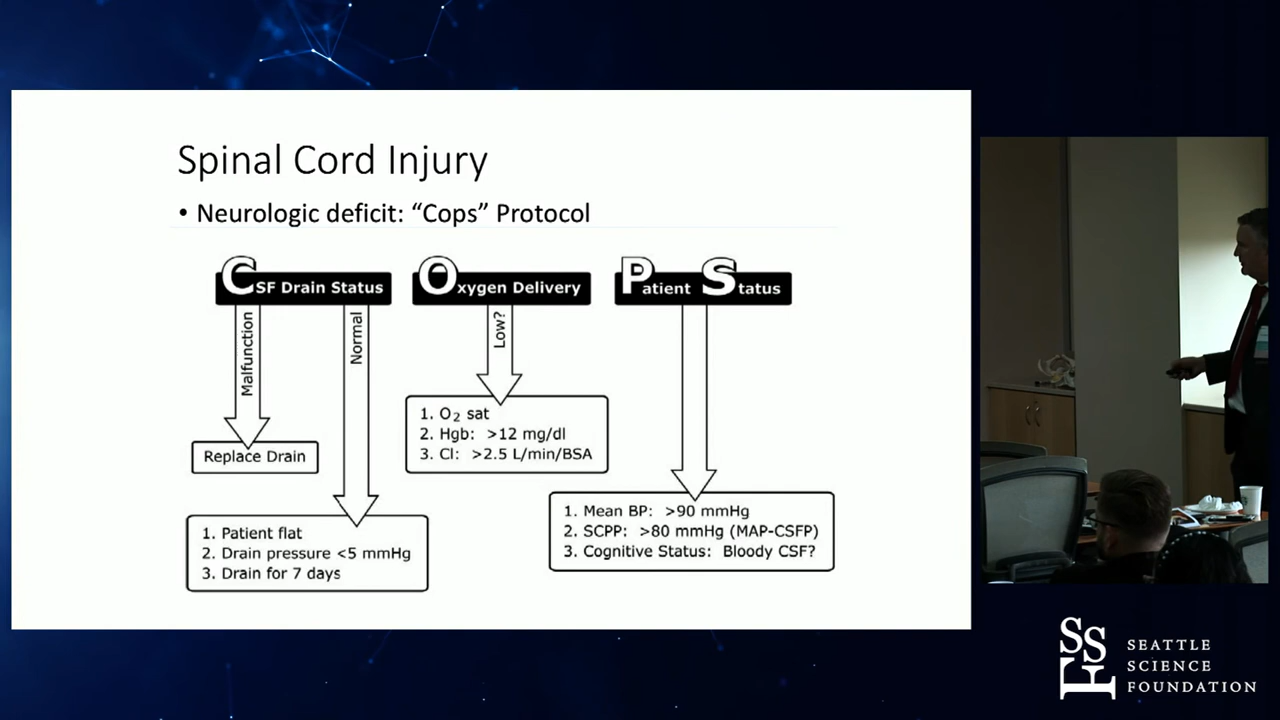 Spinal Cord Injury
• Neurologic deficit: “Cops” Protocol
CSF Drain Status
Oxygen Delivery
Patient Status
Malfunction
Normal
Low?
Replace Drain
1. Patient flat
2. Drain pressure <5 mmHg
3. Drain for 7 days
1. O₂ sat
2. Hgb: >12 mg/dl
3. CI: >2.5 L/min/BSA
1. Mean BP: >90 mmHg
2. SCPP: >80 mmHg (MAP-CSFP)
3. Cognitive Status: Bloody CSF?
SSF
SEATTLE
SCIENCE
FOUNDATION